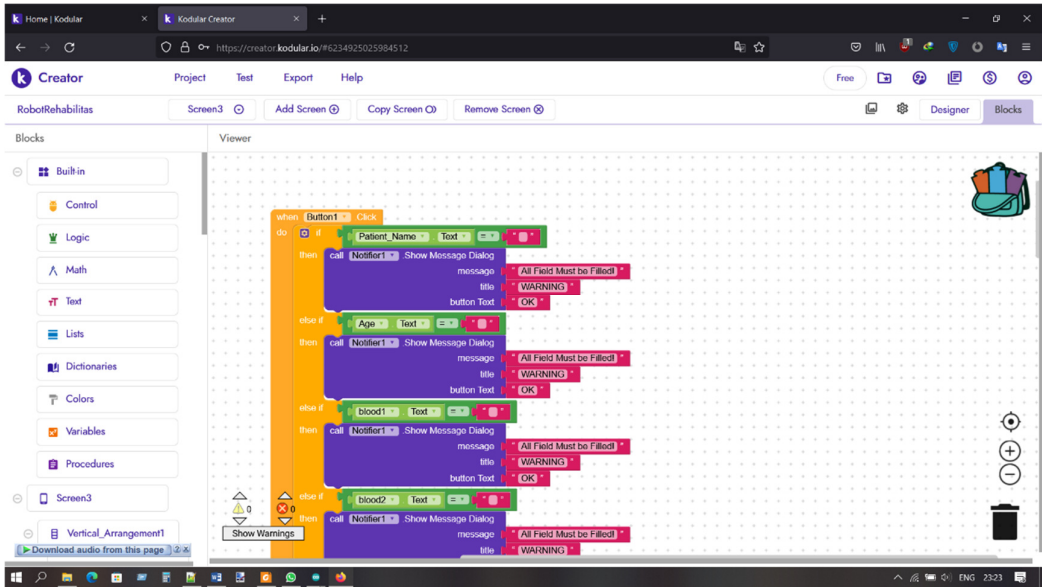 Home | Kodular × Kodular Creator × +
https://creator.kodular.io/#6234925025984512
Creator Project Test Export Help Free
RobotRehabilitas Screen3 Add Screen Copy Screen Remove Screen Designer Blocks
Blocks Viewer
Built-in
Control
Logic
Math
Text
Lists
Dictionaries
Colors
Variables
Procedures
Screen3
Vertical_Arrangement1
Download audio from this page ? ×
when Button1 Click
do if Patient_Name . Text = " "
then call Notifier1 .Show Message Dialog
message " All Field Must be Filled! "
title " WARNING "
button Text " OK "
else if Age . Text = " "
then call Notifier1 .Show Message Dialog
message " All Field Must be Filled! "
title " WARNING "
button Text " OK "
else if blood1 . Text = " "
then call Notifier1 .Show Message Dialog
message " All Field Must be Filled! "
title " WARNING "
button Text " OK "
else if blood2 . Text = " "
then call Notifier1 .Show Message Dialog
message " All Field Must be Filled! "
title " WARNING "
0 0
Show Warnings
ENG 23:23